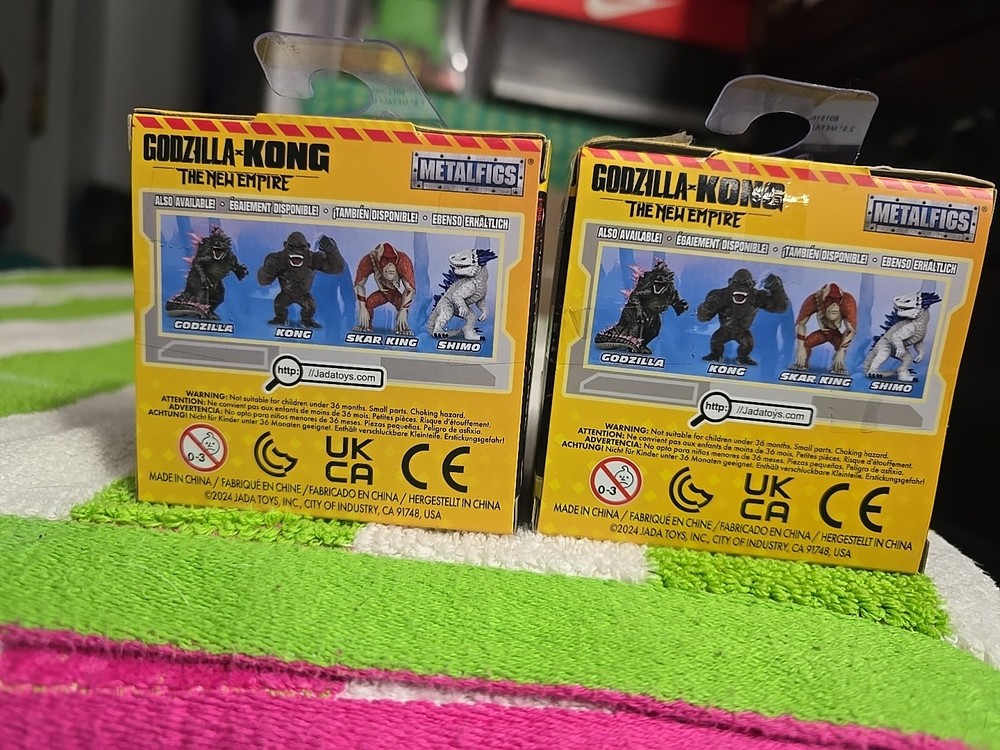 GODZILLA×KONG
THE NEW EMPIRE
METALFIGS®
ALSO AVAILABLE! • ÉGALEMENT DISPONIBLE! • ¡TAMBIÉN DISPONIBLE! • EBENSO ERHÄLTLICH
GODZILLA
KONG
SKAR KING
SHIMO
http: //Jadatoys.com
WARNING: Not suitable for children under 36 months. Small parts. Choking hazard.
ATTENTION: Ne convient pas aux enfants de moins de 36 mois. Petites pièces. Risque d'étouffement.
ADVERTENCIA: No apto para niños menores de 36 meses. Piezas pequeñas. Peligro de asfixia.
ACHTUNG! Nicht für Kinder unter 36 Monaten geeignet. Enthält verschluckbare Kleinteile. Erstickungsgefahr!
0-3
UK
CA
CE
MADE IN CHINA / FABRIQUÉ EN CHINE / FABRICADO EN CHINA / HERGESTELLT IN CHINA
©2024 JADA TOYS, INC, CITY OF INDUSTRY, CA 91748, USA
GODZILLA×KONG
THE NEW EMPIRE
METALFIGS®
ALSO AVAILABLE! • ÉGALEMENT DISPONIBLE! • ¡TAMBIÉN DISPONIBLE! • EBENSO ERHÄLTLICH
GODZILLA
KONG
SKAR KING
SHIMO
http: //Jadatoys.com
WARNING: Not suitable for children under 36 months. Small parts. Choking hazard.
ATTENTION: Ne convient pas aux enfants de moins de 36 mois. Petites pièces. Risque d'étouffement.
ADVERTENCIA: No apto para niños menores de 36 meses. Piezas pequeñas. Peligro de asfixia.
ACHTUNG! Nicht für Kinder unter 36 Monaten geeignet. Enthält verschluckbare Kleinteile. Erstickungsgefahr!
0-3
UK
CA
CE
MADE IN CHINA / FABRIQUÉ EN CHINE / FABRICADO EN CHINA / HERGESTELLT IN CHINA
©2024 JADA TOYS, INC, CITY OF INDUSTRY, CA 91748, USA